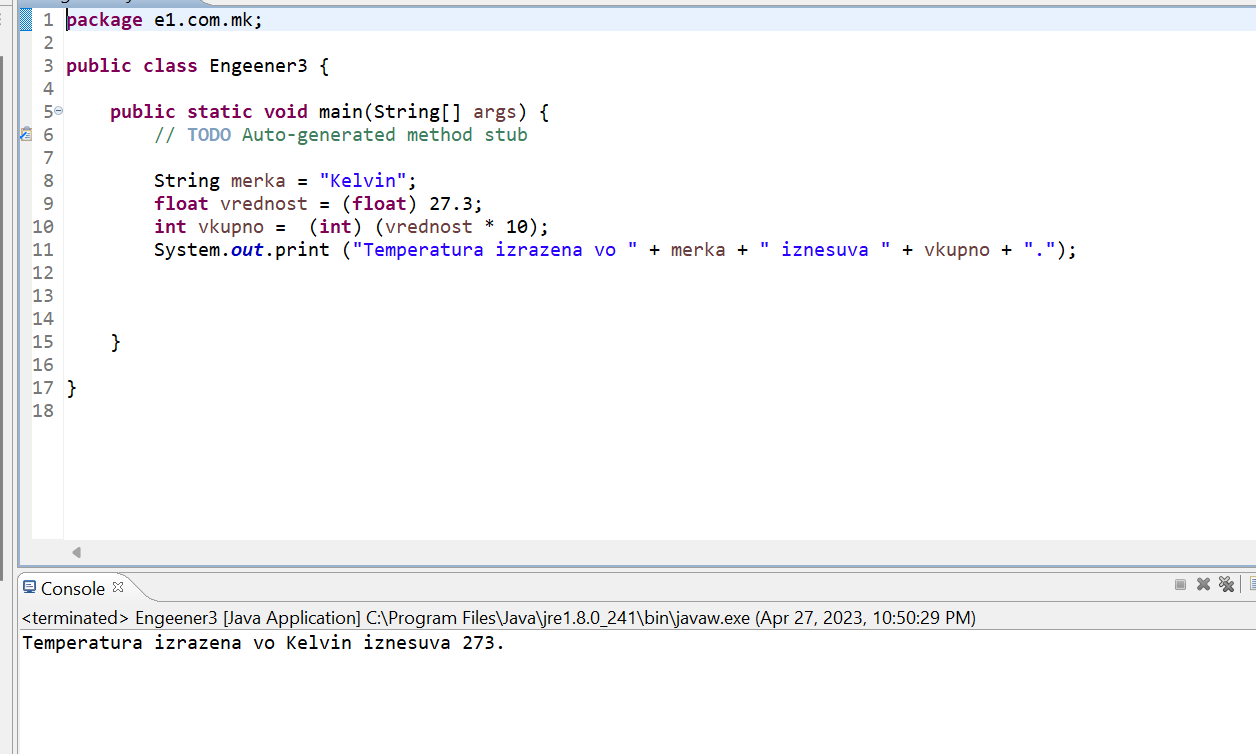 1 package e1.com.mk;
2
3 public class Engeener3 {
4
5 public static void main(String[] args) {
6 // TODO Auto-generated method stub
7
8 String merka = "Kelvin";
9 float vrednost = (float) 27.3;
10 int vkupno =  (int) (vrednost * 10);
11 System.out.print ("Temperatura izrazena vo " + merka + " iznesuva " + vkupno + ".");
12
13
14
15 }
16
17 }
18
Console
<terminated> Engeener3 [Java Application] C:\Program Files\Java\jre1.8.0_241\bin\javaw.exe (Apr 27, 2023, 10:50:29 PM)
Temperatura izrazena vo Kelvin iznesuva 273.